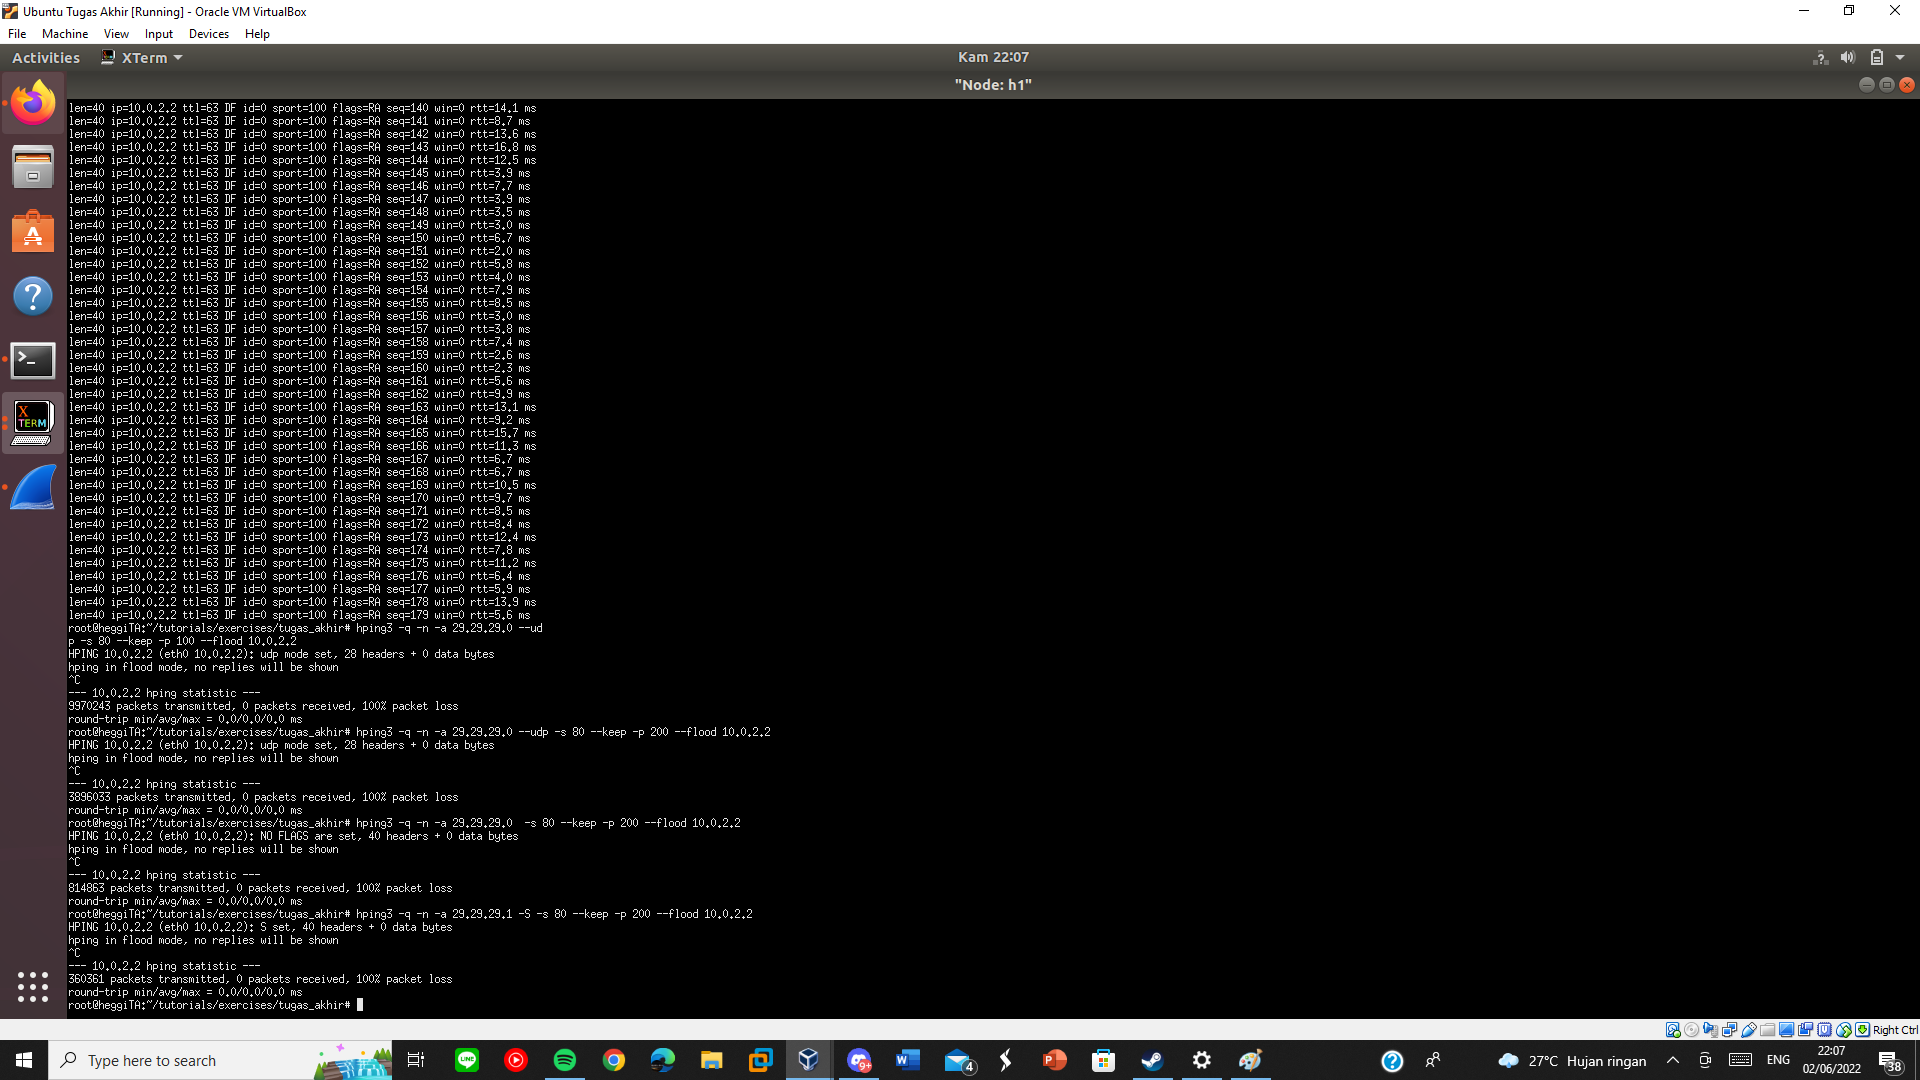 Ubuntu Tugas Akhir [Running] - Oracle VM VirtualBox
File Machine View Input Devices Help
Activities XTerm Kam 22:07
"Node: h1"
len=40 ip=10.0.2.2 ttl=63 DF id=0 sport=100 flags=RA seq=140 win=0 rtt=14.1 ms
len=40 ip=10.0.2.2 ttl=63 DF id=0 sport=100 flags=RA seq=141 win=0 rtt=8.7 ms
len=40 ip=10.0.2.2 ttl=63 DF id=0 sport=100 flags=RA seq=142 win=0 rtt=13.6 ms
len=40 ip=10.0.2.2 ttl=63 DF id=0 sport=100 flags=RA seq=143 win=0 rtt=16.8 ms
len=40 ip=10.0.2.2 ttl=63 DF id=0 sport=100 flags=RA seq=144 win=0 rtt=12.5 ms
len=40 ip=10.0.2.2 ttl=63 DF id=0 sport=100 flags=RA seq=145 win=0 rtt=3.9 ms
len=40 ip=10.0.2.2 ttl=63 DF id=0 sport=100 flags=RA seq=146 win=0 rtt=7.7 ms
len=40 ip=10.0.2.2 ttl=63 DF id=0 sport=100 flags=RA seq=147 win=0 rtt=3.9 ms
len=40 ip=10.0.2.2 ttl=63 DF id=0 sport=100 flags=RA seq=148 win=0 rtt=3.5 ms
len=40 ip=10.0.2.2 ttl=63 DF id=0 sport=100 flags=RA seq=149 win=0 rtt=3.0 ms
len=40 ip=10.0.2.2 ttl=63 DF id=0 sport=100 flags=RA seq=150 win=0 rtt=6.7 ms
len=40 ip=10.0.2.2 ttl=63 DF id=0 sport=100 flags=RA seq=151 win=0 rtt=2.0 ms
len=40 ip=10.0.2.2 ttl=63 DF id=0 sport=100 flags=RA seq=152 win=0 rtt=5.8 ms
len=40 ip=10.0.2.2 ttl=63 DF id=0 sport=100 flags=RA seq=153 win=0 rtt=4.0 ms
len=40 ip=10.0.2.2 ttl=63 DF id=0 sport=100 flags=RA seq=154 win=0 rtt=7.9 ms
len=40 ip=10.0.2.2 ttl=63 DF id=0 sport=100 flags=RA seq=155 win=0 rtt=8.5 ms
len=40 ip=10.0.2.2 ttl=63 DF id=0 sport=100 flags=RA seq=156 win=0 rtt=3.0 ms
len=40 ip=10.0.2.2 ttl=63 DF id=0 sport=100 flags=RA seq=157 win=0 rtt=3.8 ms
len=40 ip=10.0.2.2 ttl=63 DF id=0 sport=100 flags=RA seq=158 win=0 rtt=7.4 ms
len=40 ip=10.0.2.2 ttl=63 DF id=0 sport=100 flags=RA seq=159 win=0 rtt=2.6 ms
len=40 ip=10.0.2.2 ttl=63 DF id=0 sport=100 flags=RA seq=160 win=0 rtt=2.3 ms
len=40 ip=10.0.2.2 ttl=63 DF id=0 sport=100 flags=RA seq=161 win=0 rtt=5.6 ms
len=40 ip=10.0.2.2 ttl=63 DF id=0 sport=100 flags=RA seq=162 win=0 rtt=9.9 ms
len=40 ip=10.0.2.2 ttl=63 DF id=0 sport=100 flags=RA seq=163 win=0 rtt=13.1 ms
len=40 ip=10.0.2.2 ttl=63 DF id=0 sport=100 flags=RA seq=164 win=0 rtt=9.2 ms
len=40 ip=10.0.2.2 ttl=63 DF id=0 sport=100 flags=RA seq=165 win=0 rtt=15.7 ms
len=40 ip=10.0.2.2 ttl=63 DF id=0 sport=100 flags=RA seq=166 win=0 rtt=11.3 ms
len=40 ip=10.0.2.2 ttl=63 DF id=0 sport=100 flags=RA seq=167 win=0 rtt=6.7 ms
len=40 ip=10.0.2.2 ttl=63 DF id=0 sport=100 flags=RA seq=168 win=0 rtt=6.7 ms
len=40 ip=10.0.2.2 ttl=63 DF id=0 sport=100 flags=RA seq=169 win=0 rtt=10.5 ms
len=40 ip=10.0.2.2 ttl=63 DF id=0 sport=100 flags=RA seq=170 win=0 rtt=9.7 ms
len=40 ip=10.0.2.2 ttl=63 DF id=0 sport=100 flags=RA seq=171 win=0 rtt=8.5 ms
len=40 ip=10.0.2.2 ttl=63 DF id=0 sport=100 flags=RA seq=172 win=0 rtt=8.4 ms
len=40 ip=10.0.2.2 ttl=63 DF id=0 sport=100 flags=RA seq=173 win=0 rtt=12.4 ms
len=40 ip=10.0.2.2 ttl=63 DF id=0 sport=100 flags=RA seq=174 win=0 rtt=7.8 ms
len=40 ip=10.0.2.2 ttl=63 DF id=0 sport=100 flags=RA seq=175 win=0 rtt=11.2 ms
len=40 ip=10.0.2.2 ttl=63 DF id=0 sport=100 flags=RA seq=176 win=0 rtt=6.4 ms
len=40 ip=10.0.2.2 ttl=63 DF id=0 sport=100 flags=RA seq=177 win=0 rtt=5.9 ms
len=40 ip=10.0.2.2 ttl=63 DF id=0 sport=100 flags=RA seq=178 win=0 rtt=13.9 ms
len=40 ip=10.0.2.2 ttl=63 DF id=0 sport=100 flags=RA seq=179 win=0 rtt=5.6 ms
root@heggiTA:~/tutorials/exercises/tugas_akhir# hping3 -q -n -a 29.29.29.0 --ud
p -s 80 --keep -p 100 --flood 10.0.2.2
HPING 10.0.2.2 (eth0 10.0.2.2): udp mode set, 28 headers + 0 data bytes
hping in flood mode, no replies will be shown
^C
--- 10.0.2.2 hping statistic ---
9970243 packets transmitted, 0 packets received, 100% packet loss
round-trip min/avg/max = 0.0/0.0/0.0 ms
root@heggiTA:~/tutorials/exercises/tugas_akhir# hping3 -q -n -a 29.29.29.0 --udp -s 80 --keep -p 200 --flood 10.0.2.2
HPING 10.0.2.2 (eth0 10.0.2.2): udp mode set, 28 headers + 0 data bytes
hping in flood mode, no replies will be shown
^C
--- 10.0.2.2 hping statistic ---
3896033 packets transmitted, 0 packets received, 100% packet loss
round-trip min/avg/max = 0.0/0.0/0.0 ms
root@heggiTA:~/tutorials/exercises/tugas_akhir# hping3 -q -n -a 29.29.29.0  -s 80 --keep -p 200 --flood 10.0.2.2
HPING 10.0.2.2 (eth0 10.0.2.2): NO FLAGS are set, 40 headers + 0 data bytes
hping in flood mode, no replies will be shown
^C
--- 10.0.2.2 hping statistic ---
814863 packets transmitted, 0 packets received, 100% packet loss
round-trip min/avg/max = 0.0/0.0/0.0 ms
root@heggiTA:~/tutorials/exercises/tugas_akhir# hping3 -q -n -a 29.29.29.1 -S -s 80 --keep -p 200 --flood 10.0.2.2
HPING 10.0.2.2 (eth0 10.0.2.2): S set, 40 headers + 0 data bytes
hping in flood mode, no replies will be shown
^C
--- 10.0.2.2 hping statistic ---
360361 packets transmitted, 0 packets received, 100% packet loss
round-trip min/avg/max = 0.0/0.0/0.0 ms
root@heggiTA:~/tutorials/exercises/tugas_akhir#
X TERM
Right Ctrl
Type here to search
LINE
9+
4
27°C Hujan ringan
ENG
22:07
02/06/2022
38